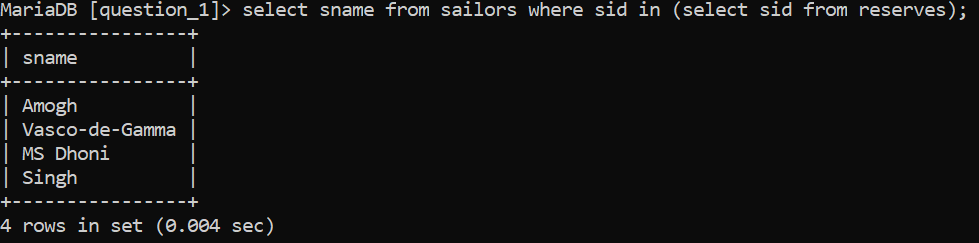 MariaDB [question_1]> select sname from sailors where sid in (select sid from reserves);
+----------------+
| sname          |
+----------------+
| Amogh          |
| Vasco-de-Gamma |
| MS Dhoni       |
| Singh          |
+----------------+
4 rows in set (0.004 sec)